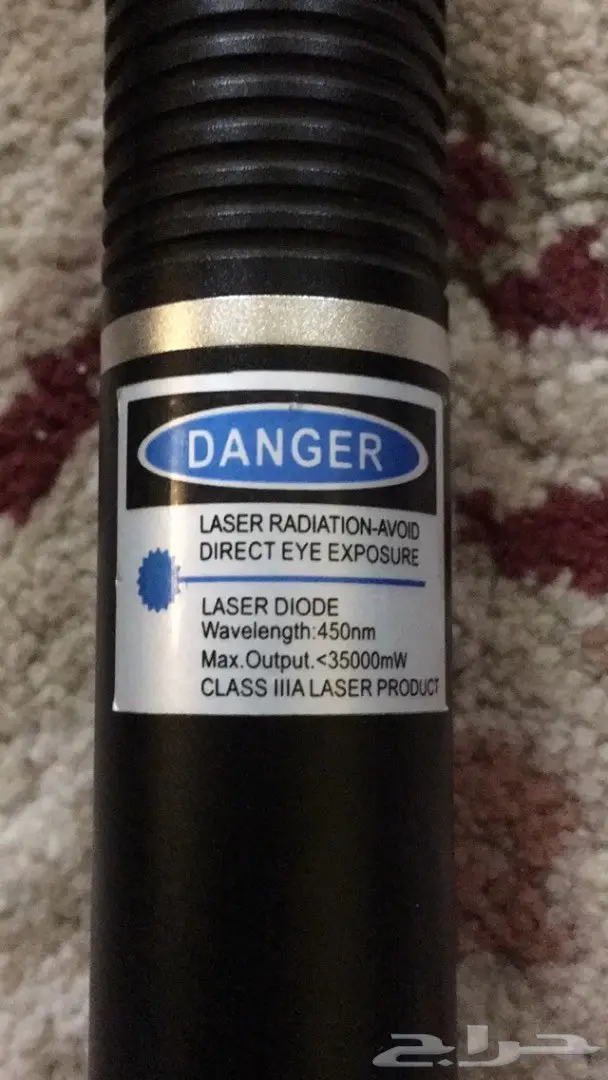 DANGER
LASER RADIATION-AVOID
DIRECT EYE EXPOSURE
LASER DIODE
Wavelength:450nm
Max.Output.<35000mW
CLASS IIIA LASER PRODUCT
حراج